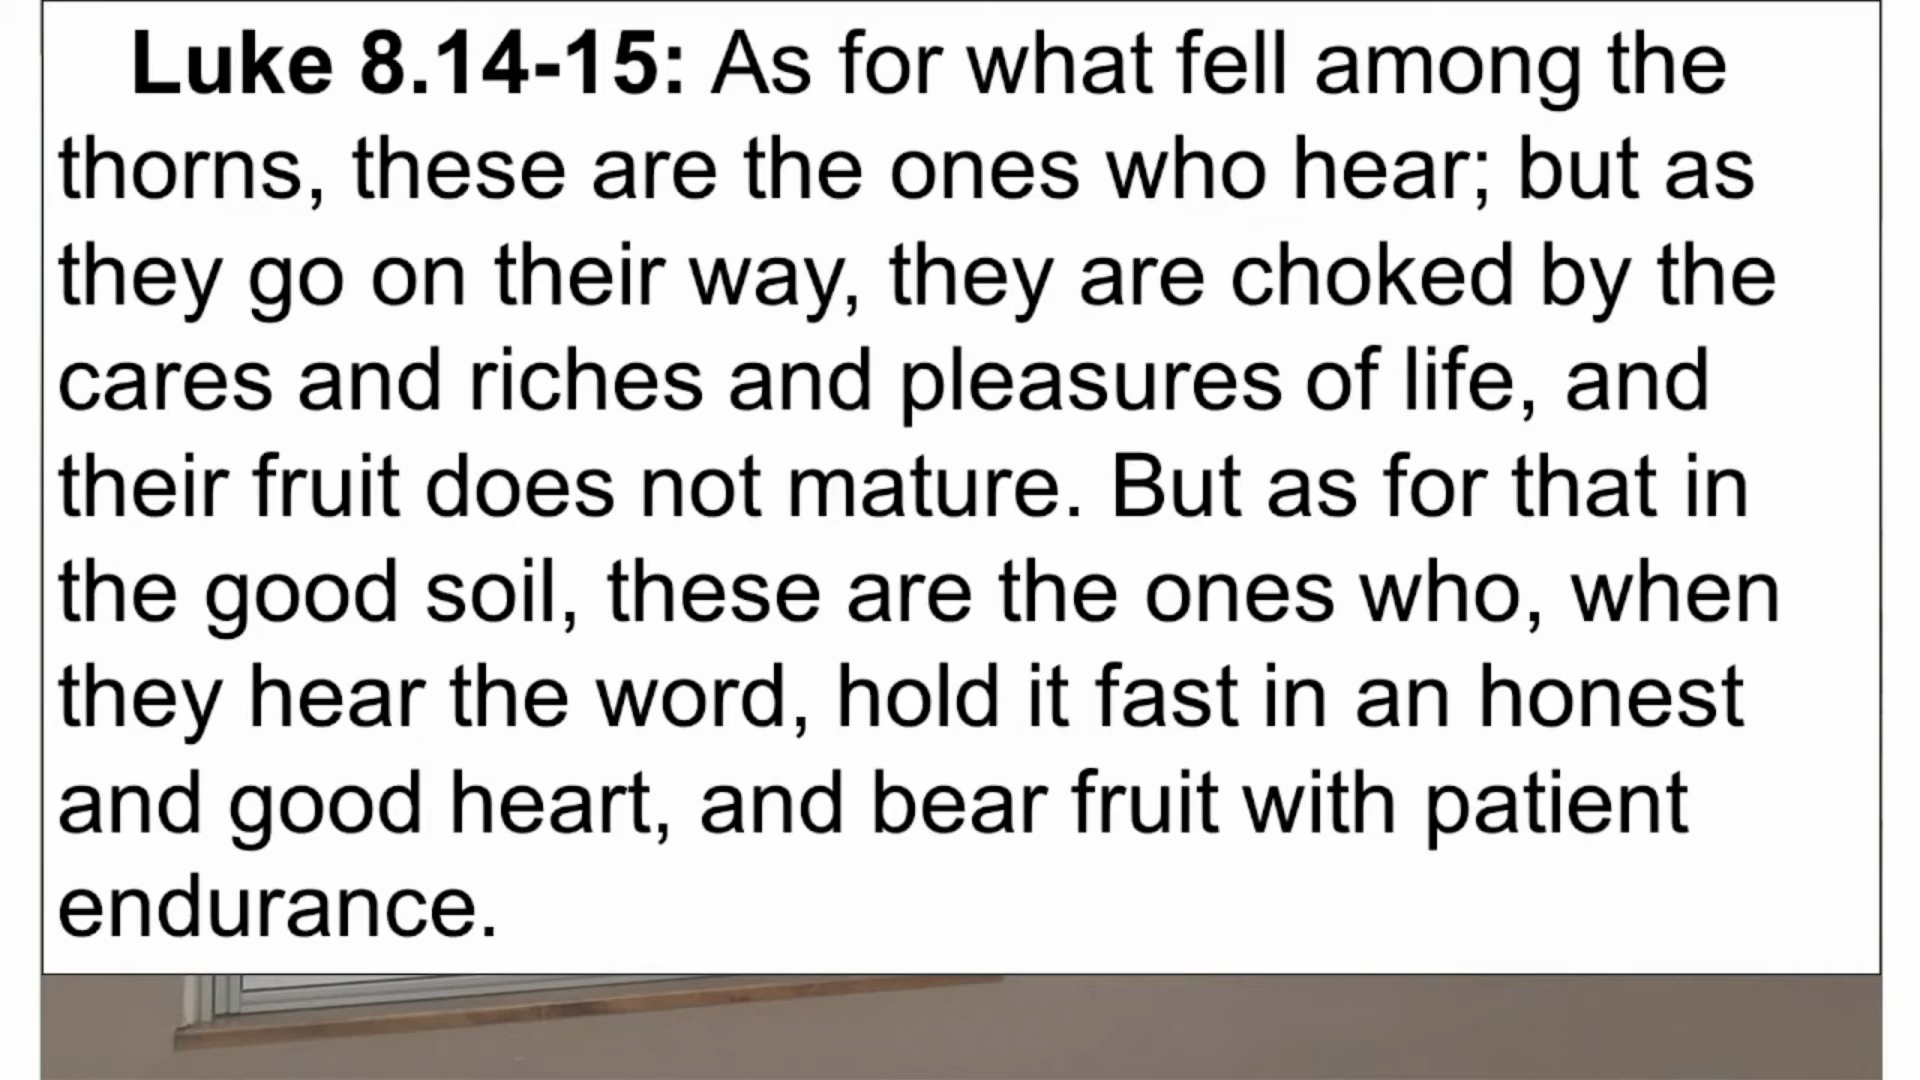 Luke 8.14-15: As for what fell among the
thorns, these are the ones who hear; but as
they go on their way, they are choked by the
cares and riches and pleasures of life, and
their fruit does not mature. But as for that in
the good soil, these are the ones who, when
they hear the word, hold it fast in an honest
and good heart, and bear fruit with patient
endurance.